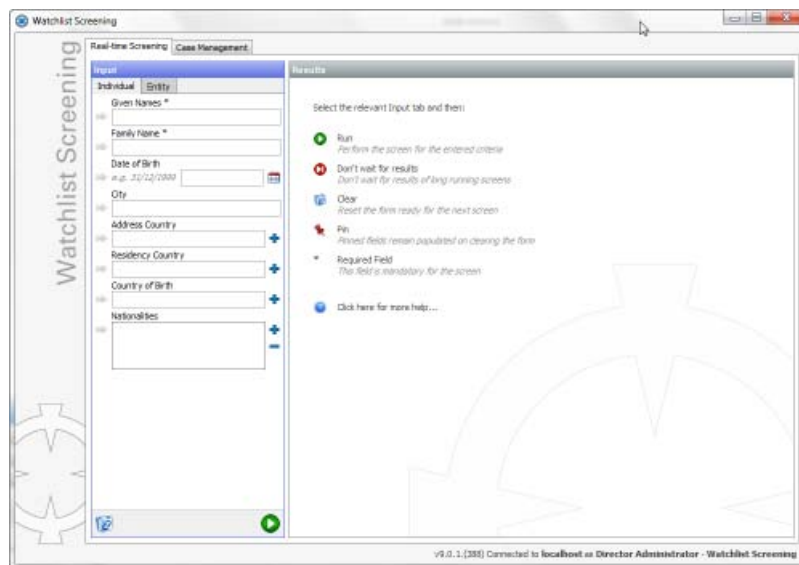 Watchlist Screening
Watchlist Screening
Real-time Screening Case Management
Input
Individual Entity
Given Names *
Family Name *
Date of Birth
e.g. 31/12/1999
City
Address Country
Residency Country
Country of Birth
Nationalities
Results
Select the relevant Input tab and then:
Run
Perform the screen for the entered criteria
Don't wait for results
Don't wait for results of long running screens
Clear
Reset the form ready for the next screen
Pin
Pinned fields remain populated on clearing the form
* Required Field
This field is mandatory for the screen
Click here for more help...
v9.0.1.(388) Connected to localhost as Director Administrator - Watchlist Screening